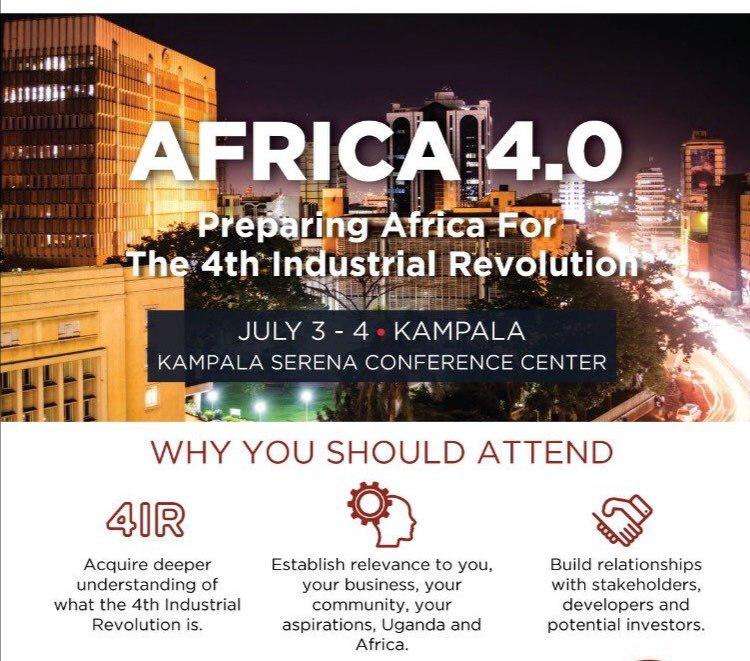 AFRICA 4.0
Preparing Africa For
The 4th Industrial Revolution
JULY 3 - 4 • KAMPALA
KAMPALA SERENA CONFERENCE CENTER
WHY YOU SHOULD ATTEND
4IR
Acquire deeper
understanding of
what the 4th Industrial
Revolution is.
Establish relevance to you,
your business, your
community, your
aspirations, Uganda and
Africa.
Build relationships
with stakeholders,
developers and
potential investors.